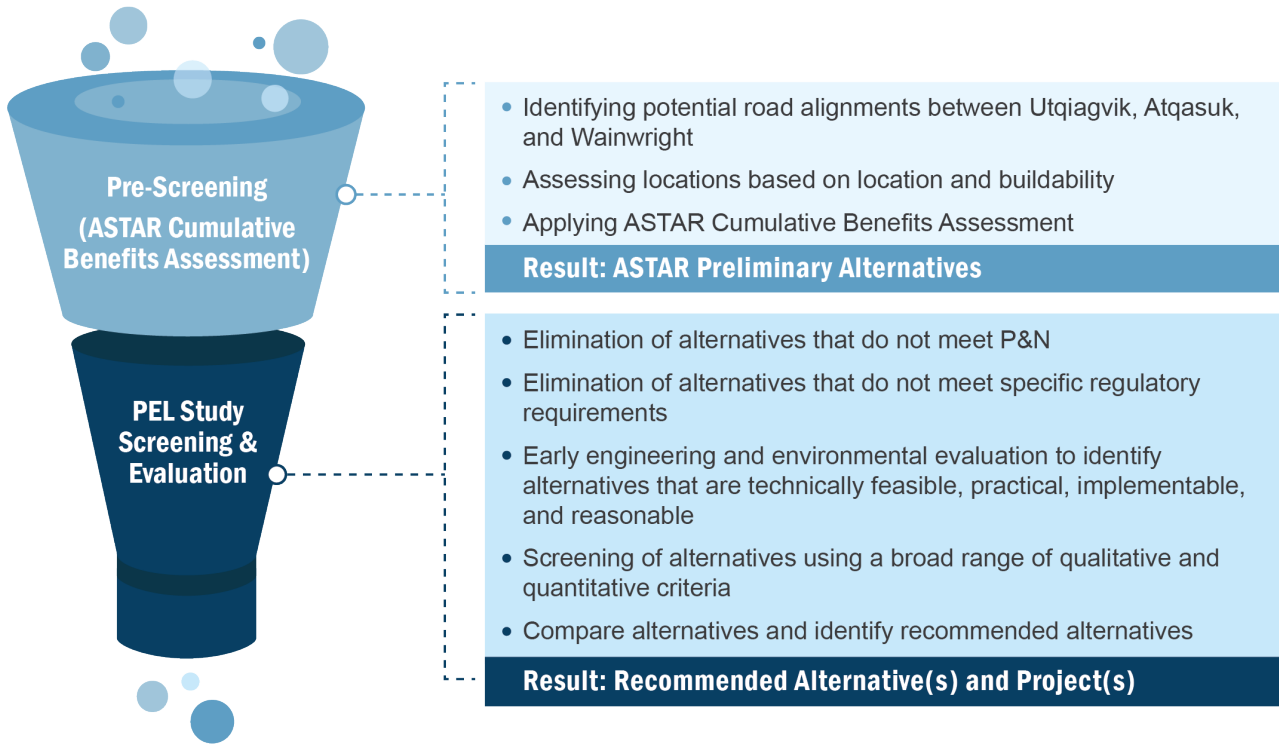 Pre-Screening
(ASTAR Cumulative
Benefits Assessment)
• Identifying potential road alignments between Utqiagvik, Atqasuk,
and Wainwright
• Assessing locations based on location and buildability
• Applying ASTAR Cumulative Benefits Assessment
Result: ASTAR Preliminary Alternatives
PEL Study
Screening &
Evaluation
• Elimination of alternatives that do not meet P&N
• Elimination of alternatives that do not meet specific regulatory
requirements
• Early engineering and environmental evaluation to identify
alternatives that are technically feasible, practical, implementable,
and reasonable
• Screening of alternatives using a broad range of qualitative and
quantitative criteria
• Compare alternatives and identify recommended alternatives
Result: Recommended Alternative(s) and Project(s)